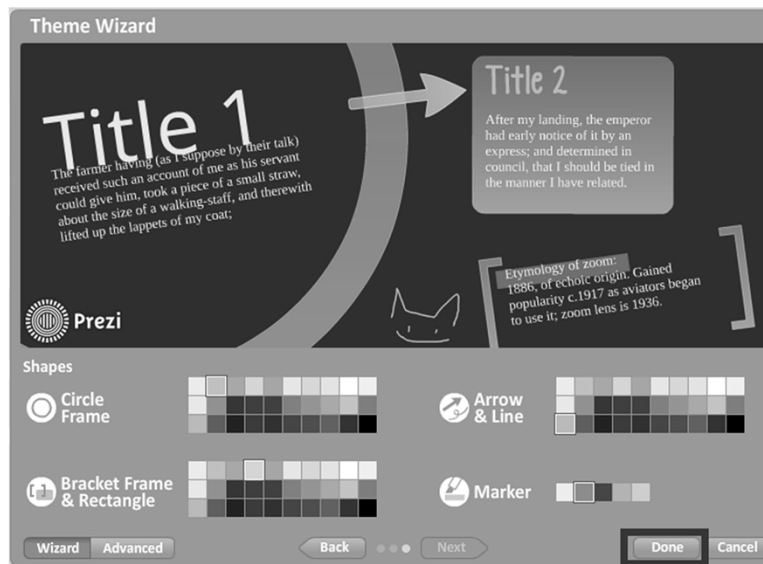 Theme Wizard
Title 1
The farmer having (as I suppose by their talk)
received such an account of me as his servant
could give him, took a piece of a small straw,
about the size of a walking-staff, and therewith
lifted up the lappets of my coat;
Title 2
After my landing, the emperor
had early notice of it by an
express; and determined in
council, that I should be tied in
the manner I have related.
Etymology of zoom:
1886, of echoic origin. Gained
popularity c.1917 as aviators began
to use it; zoom lens is 1936.
Prezi
Shapes
Circle
Frame
Arrow
& Line
Bracket Frame
& Rectangle
Marker
Wizard
Advanced
Back
Next
Done
Cancel